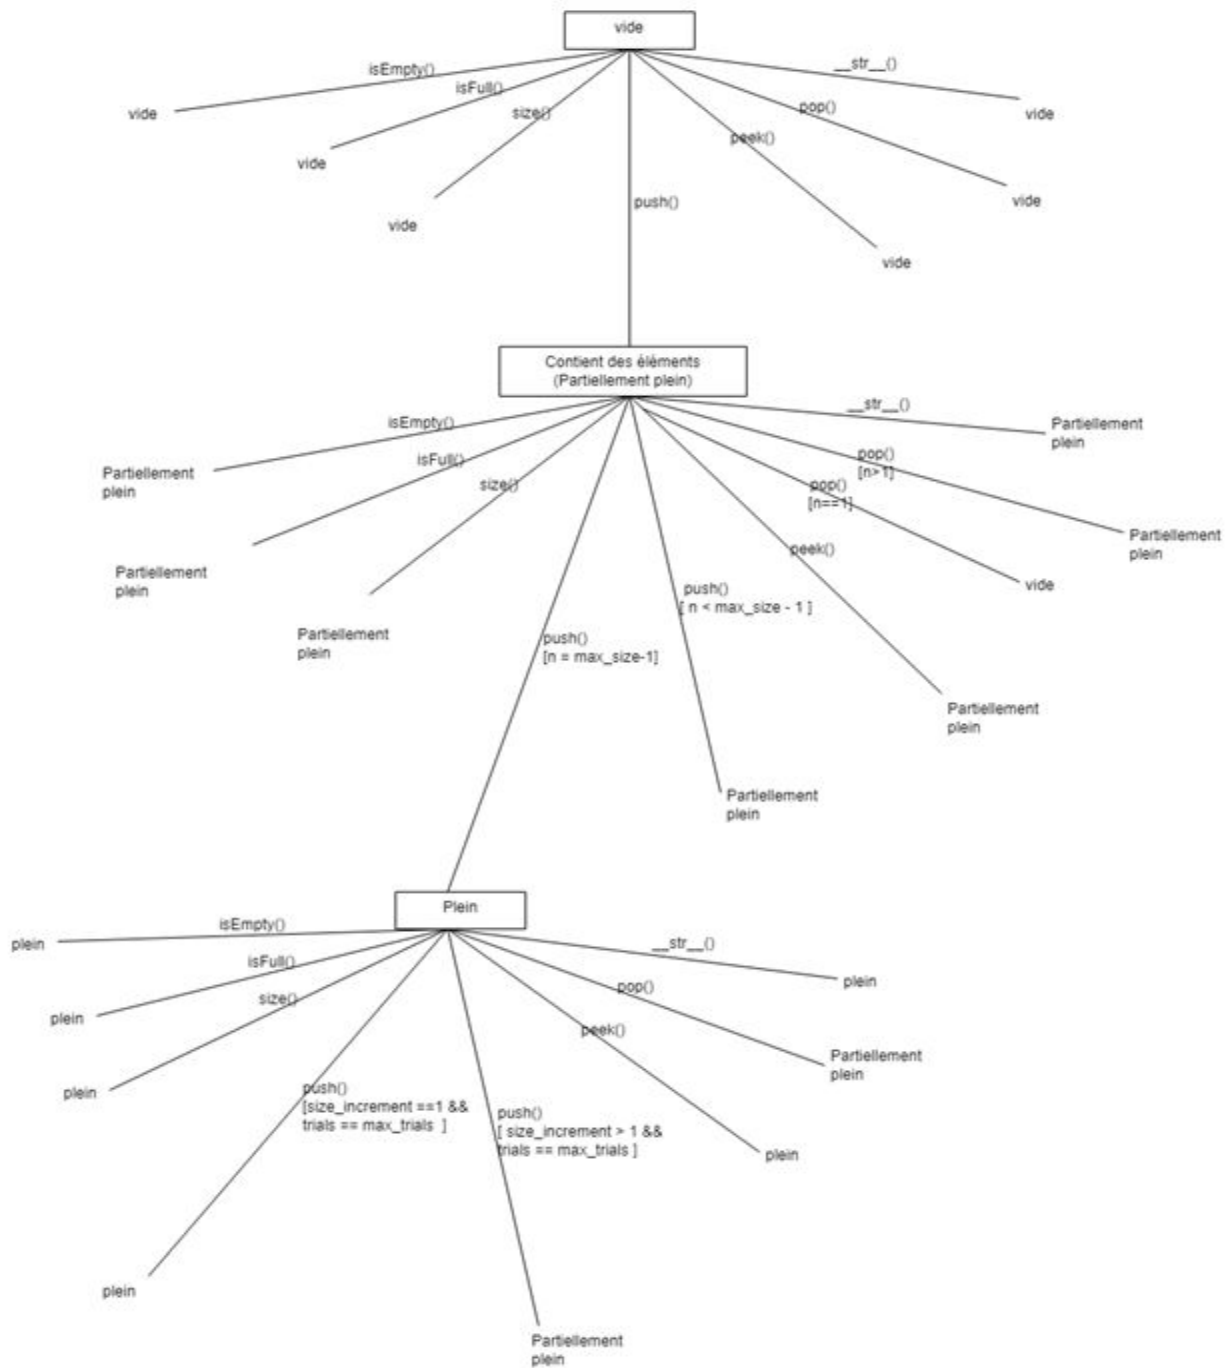 vide
__str__()
isEmpty()
isFull()
pop()
size()
vide
vide
peek()
vide
push()
vide
vide
vide
Contient des éléments
(Partiellement plein)
__str__()
isEmpty()
Partiellement
plein
isFull()
pop()
[n>1]
Partiellement
plein
size()
pop()
[n==1]
Partiellement
plein
peek()
Partiellement
plein
vide
push()
[ n < max_size - 1 ]
Partiellement
plein
push()
[n = max_size-1]
Partiellement
plein
Partiellement
plein
Plein
isEmpty()
plein
__str__()
isFull()
plein
pop()
size()
plein
peek()
Partiellement
plein
plein
push()
[size_increment ==1 &&
trials == max_trials ]
push()
[ size_increment > 1 &&
trials == max_trials ]
plein
plein
Partiellement
plein